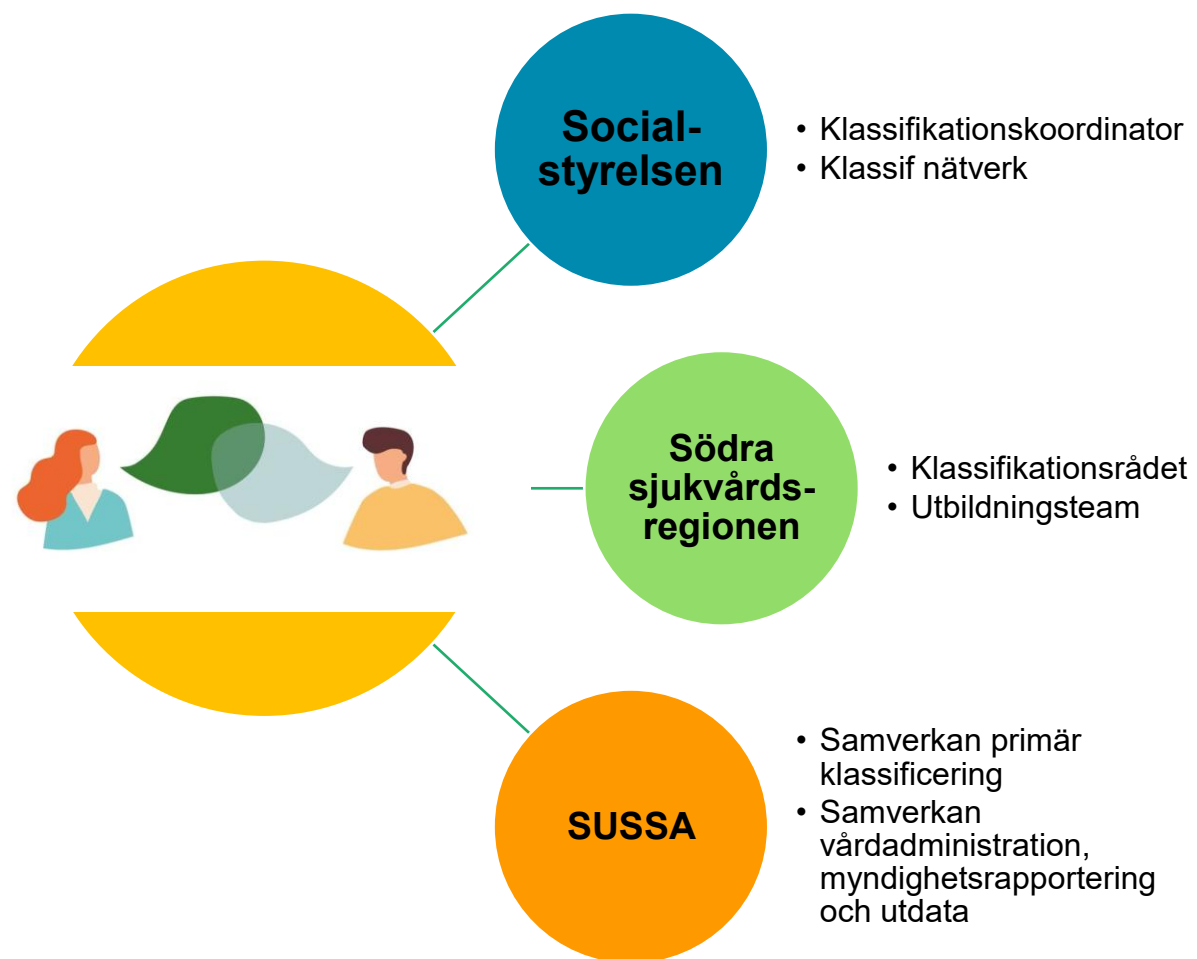 Social-
styrelsen
• Klassifikationskoordinator
• Klassif nätverk
Södra
sjukvårds-
regionen
• Klassifikationsrådet
• Utbildningsteam
SUSSA
• Samverkan primär
klassificering
• Samverkan
vårdadministration,
myndighetsrapportering
och utdata